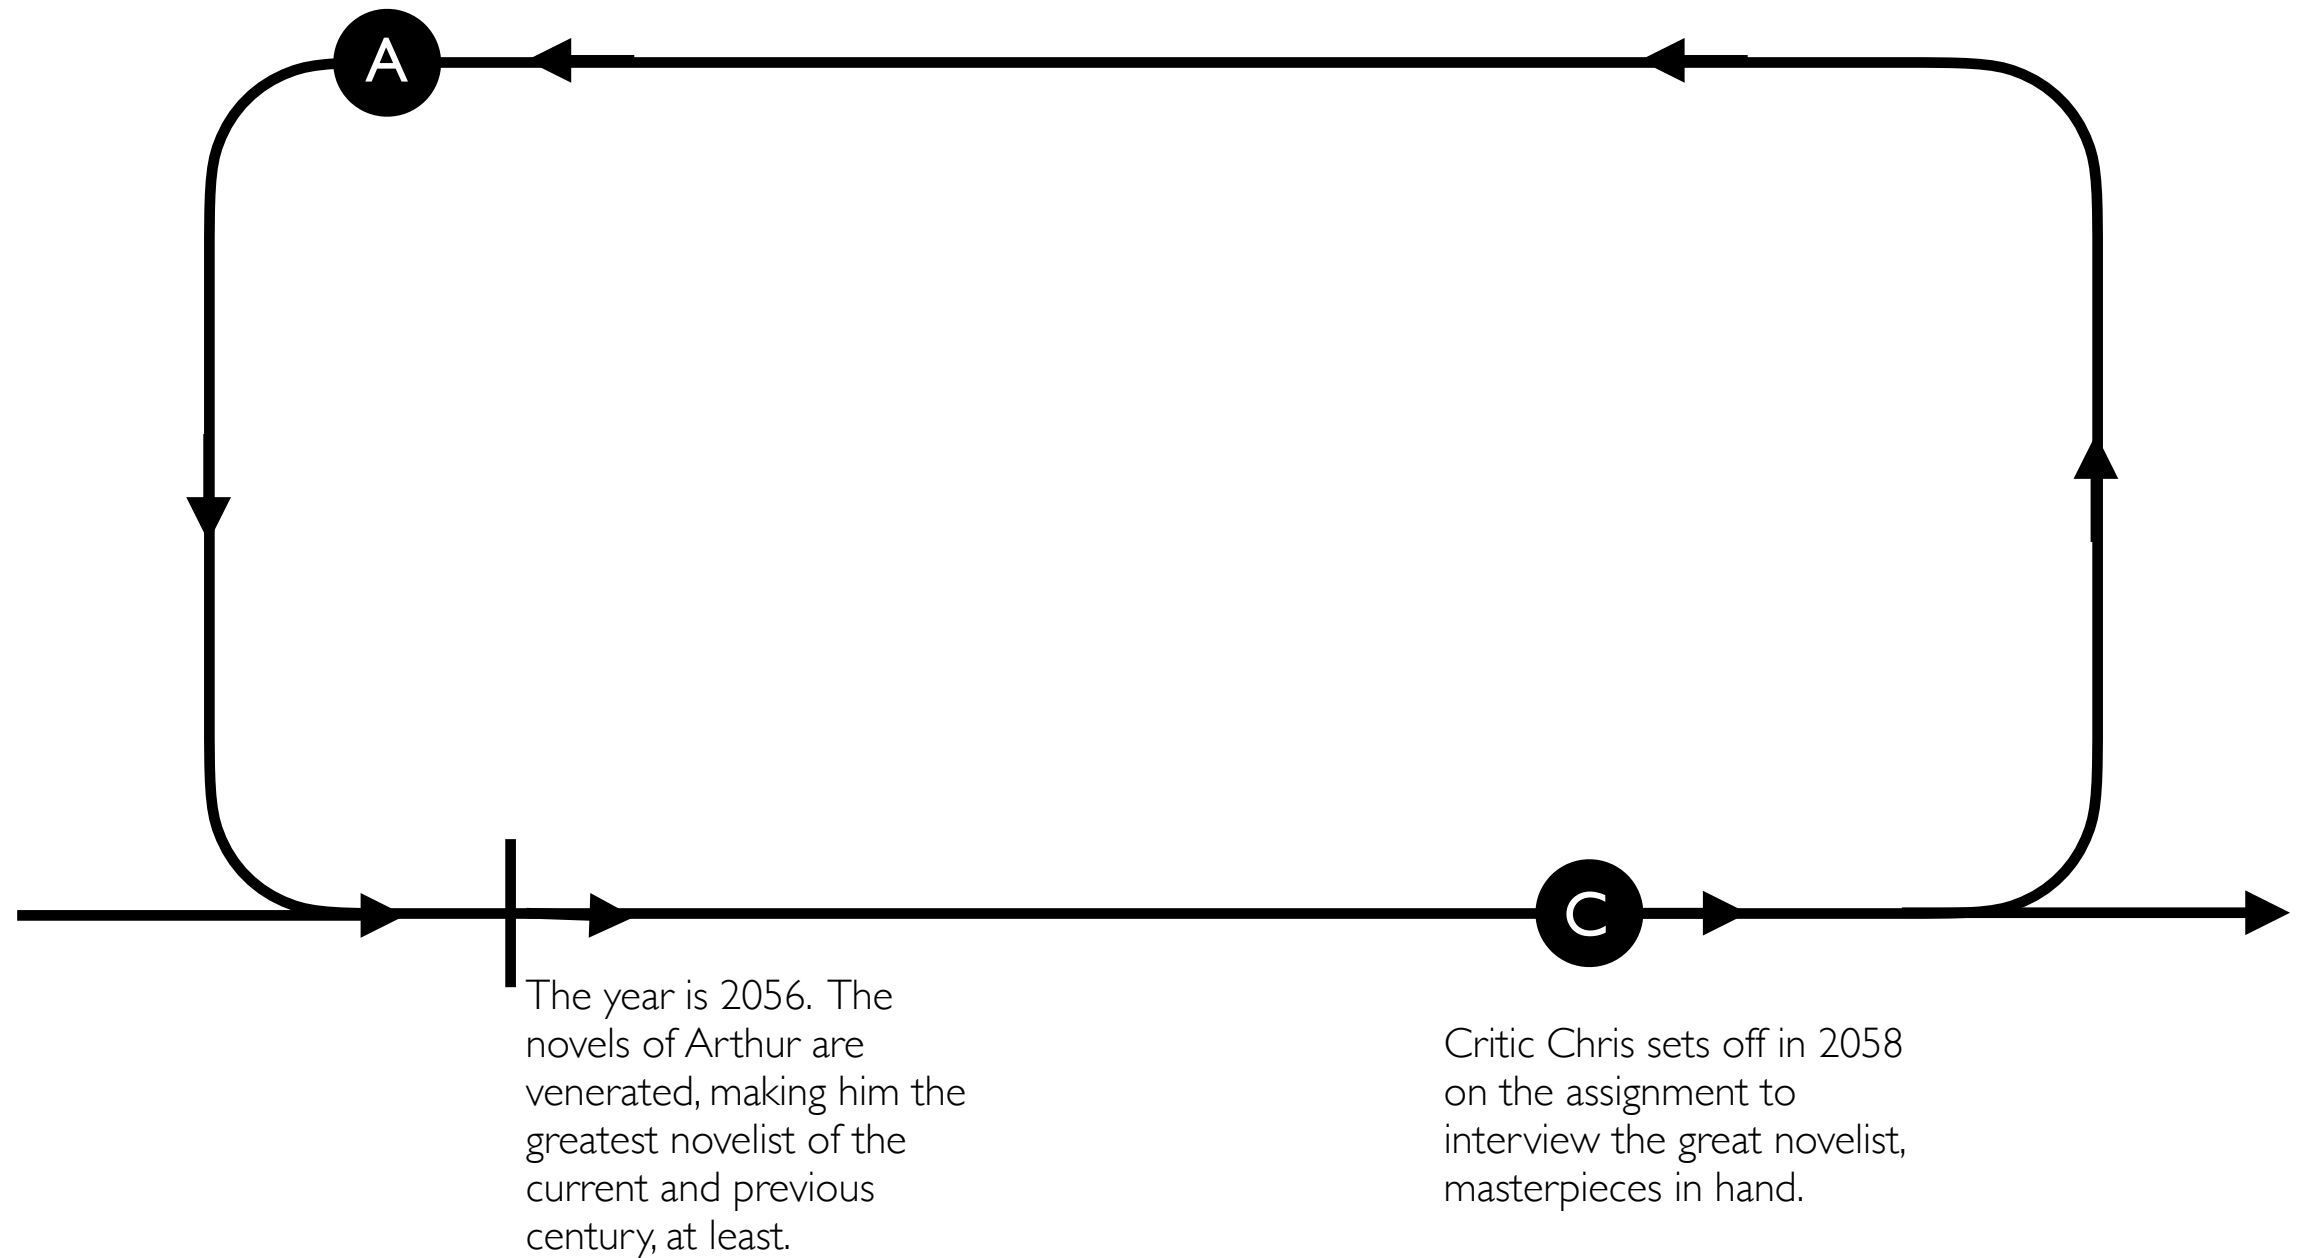 A
C
The year is 2056. The
novels of Arthur are
venerated, making him the
greatest novelist of the
current and previous
century, at least.
Critic Chris sets off in 2058
on the assignment to
interview the great novelist,
masterpieces in hand.